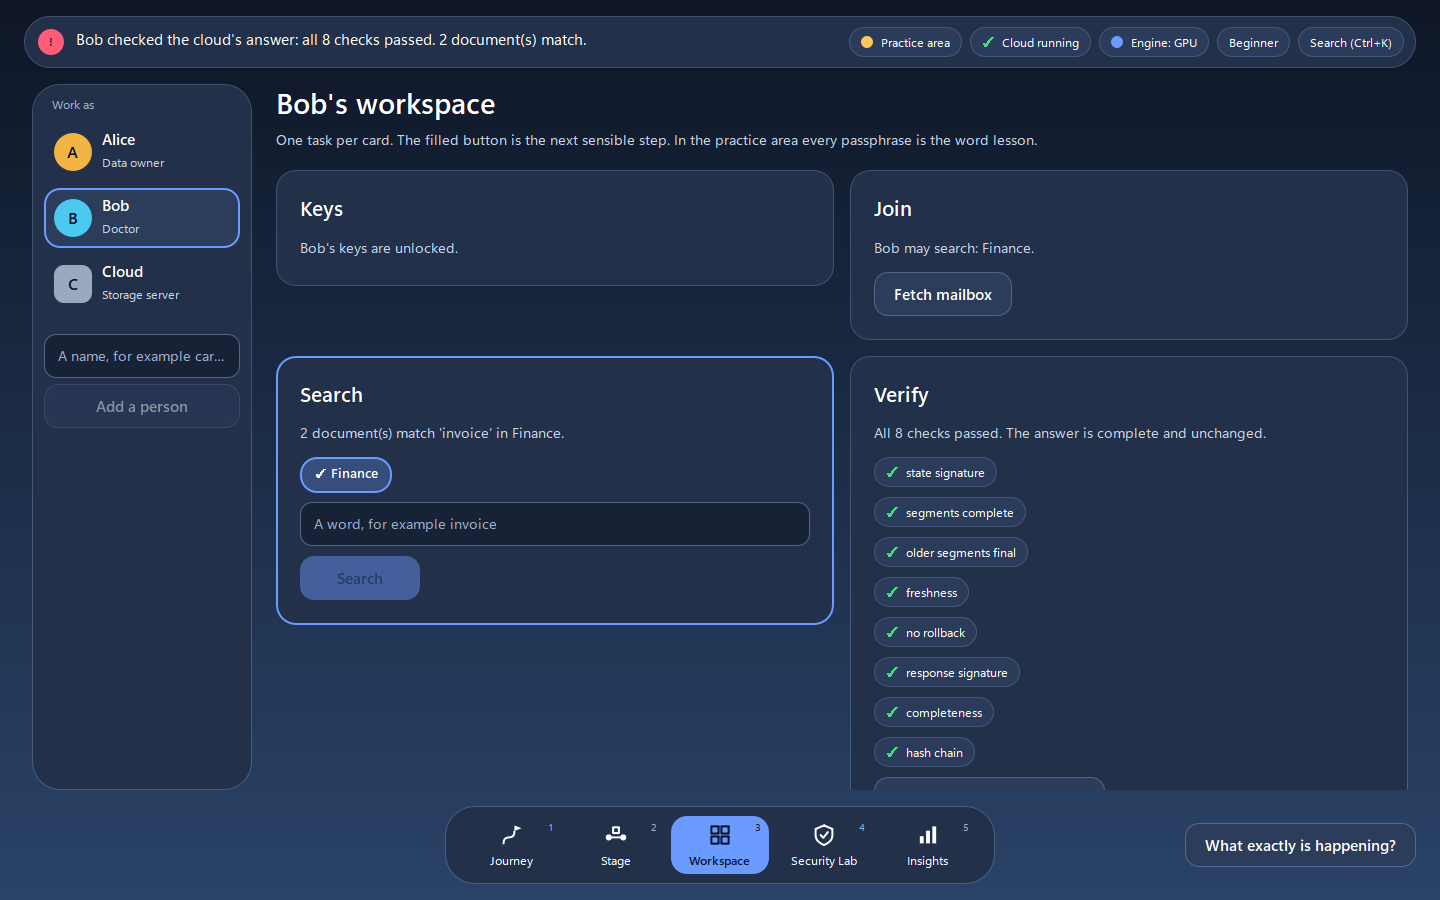 ! Bob checked the cloud's answer: all 8 checks passed. 2 document(s) match.
Practice area
✓ Cloud running
Engine: GPU
Beginner
Search (Ctrl+K)
Work as
A Alice
Data owner
B Bob
Doctor
C Cloud
Storage server
A name, for example car...
Add a person
Bob's workspace
One task per card. The filled button is the next sensible step. In the practice area every passphrase is the word lesson.
Keys
Bob's keys are unlocked.
Join
Bob may search: Finance.
Fetch mailbox
Search
2 document(s) match 'invoice' in Finance.
✓ Finance
A word, for example invoice
Search
Verify
All 8 checks passed. The answer is complete and unchanged.
✓ state signature
✓ segments complete
✓ older segments final
✓ freshness
✓ no rollback
✓ response signature
✓ completeness
✓ hash chain
Journey 1
Stage 2
Workspace 3
Security Lab 4
Insights 5
What exactly is happening?